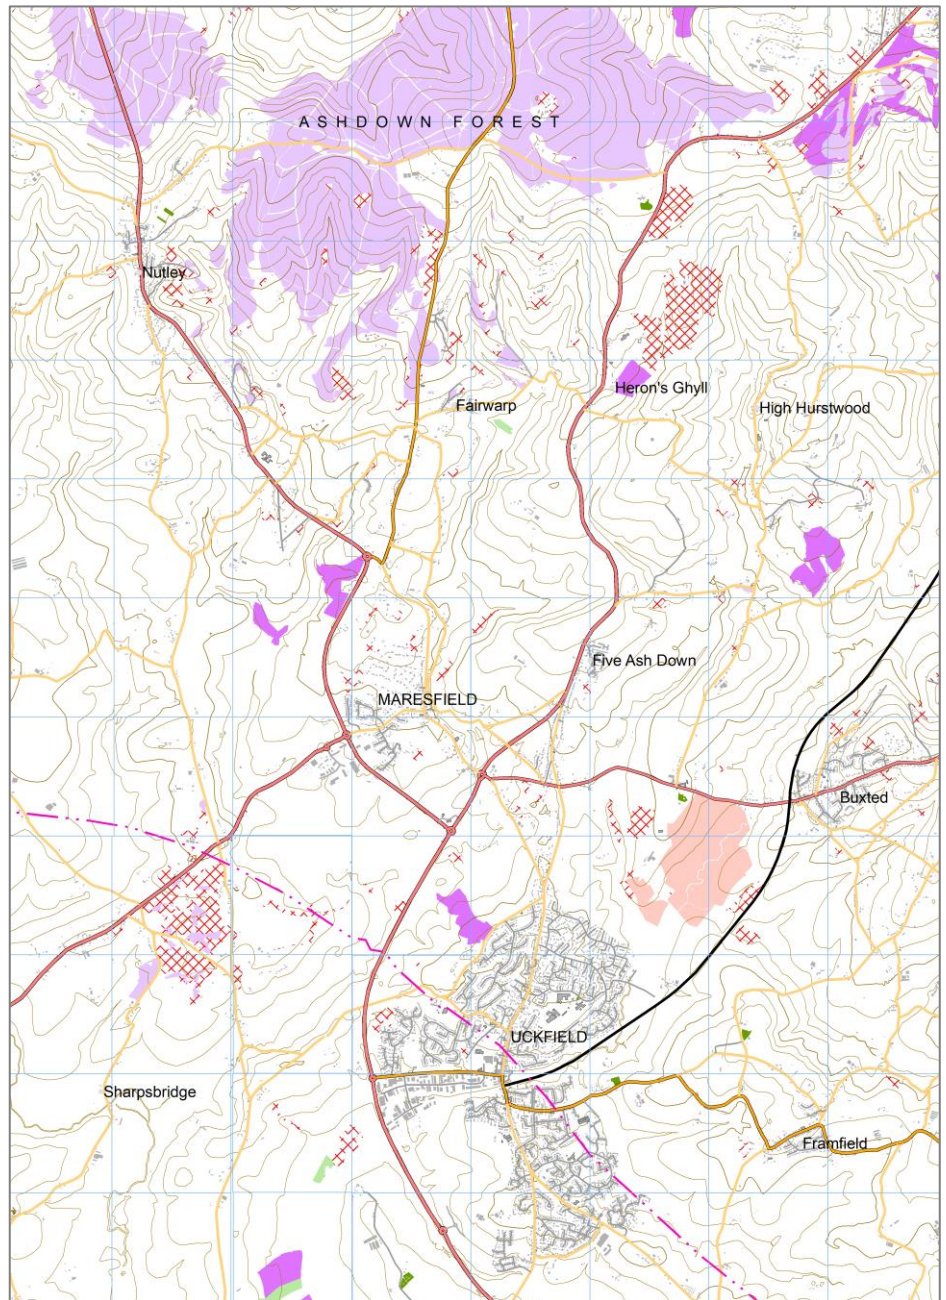 ASHDOWN FOREST
Nutley
Heron's Ghyll
Fairwarp
High Hurstwood
Five Ash Down
MARESFIELD
Buxted
UCKFIELD
Sharpsbridge
Framfield